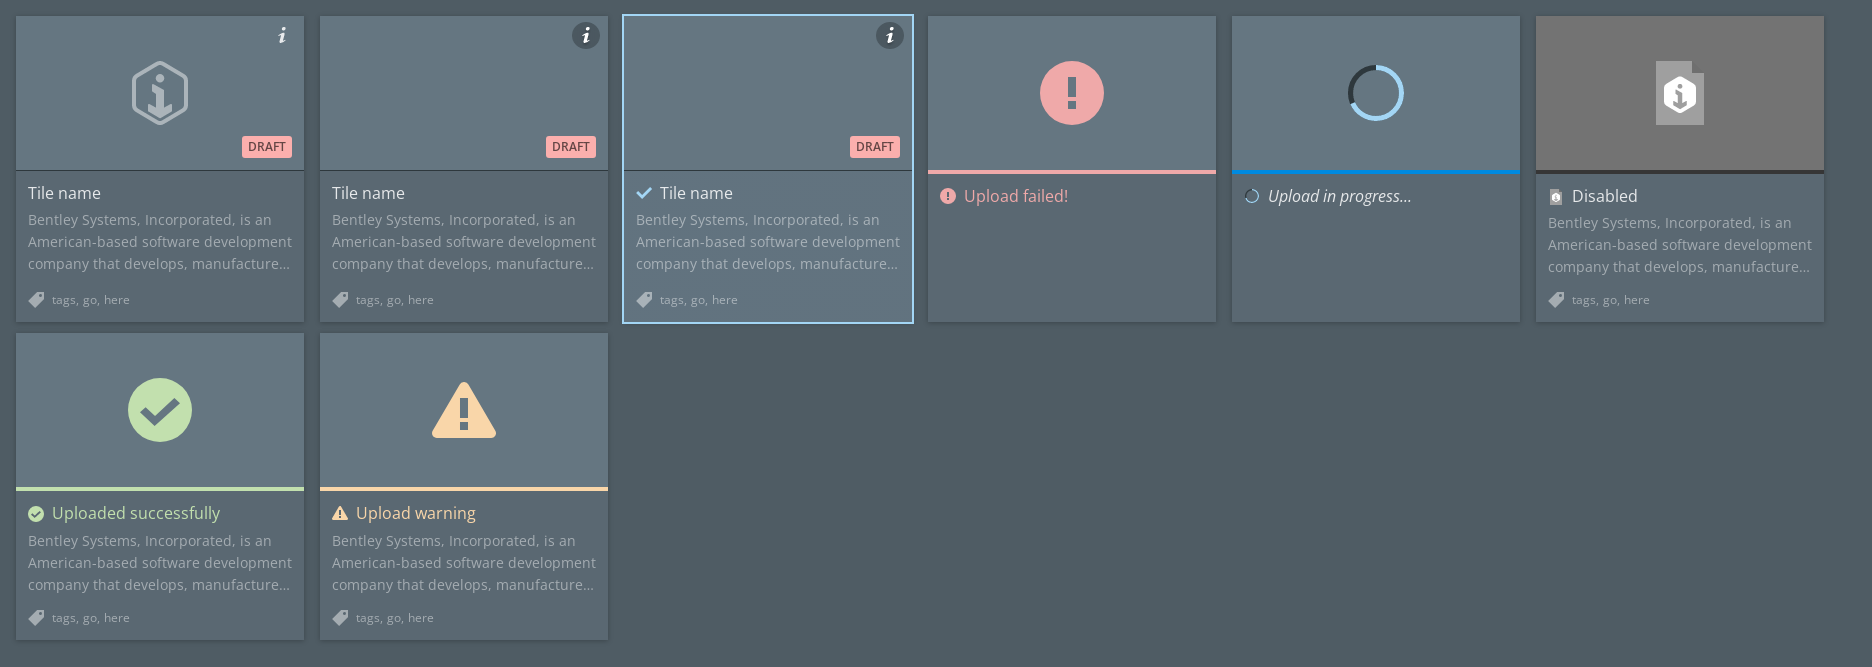 DRAFT
Tile name
Bentley Systems, Incorporated, is an
American-based software development
company that develops, manufacture...
tags, go, here
DRAFT
Tile name
Bentley Systems, Incorporated, is an
American-based software development
company that develops, manufacture...
tags, go, here
DRAFT
Tile name
Bentley Systems, Incorporated, is an
American-based software development
company that develops, manufacture...
tags, go, here
Upload failed!
Upload in progress...
Disabled
Bentley Systems, Incorporated, is an
American-based software development
company that develops, manufacture...
tags, go, here
Uploaded successfully
Bentley Systems, Incorporated, is an
American-based software development
company that develops, manufacture...
tags, go, here
Upload warning
Bentley Systems, Incorporated, is an
American-based software development
company that develops, manufacture...
tags, go, here